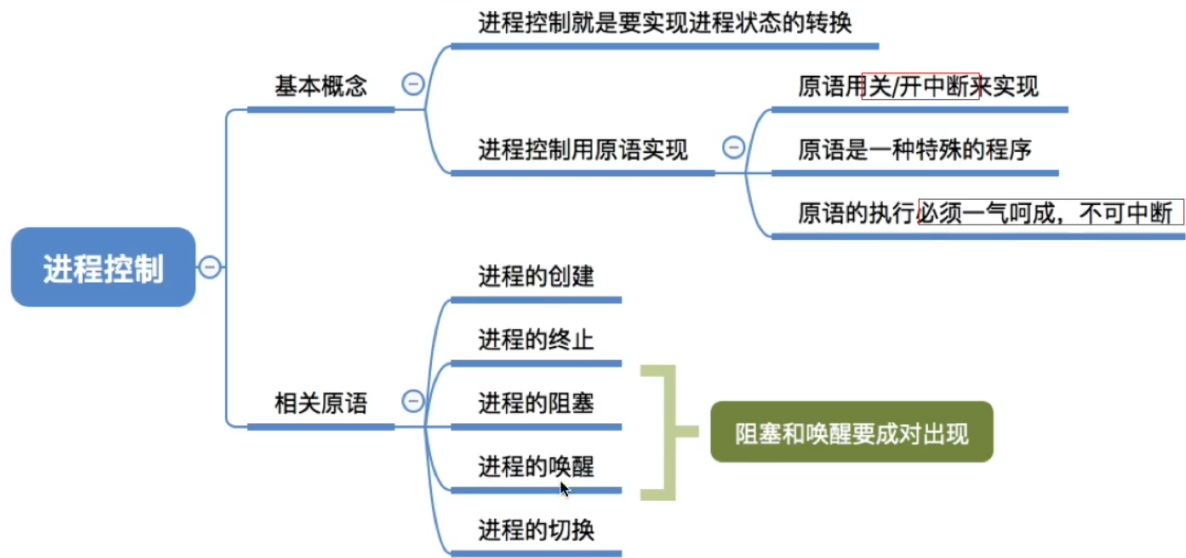 进程控制就是要实现进程状态的转换
基本概念
原语用关/开中断来实现
进程控制用原语实现
原语是一种特殊的程序
原语的执行必须一气呵成，不可中断
进程控制
进程的创建
进程的终止
相关原语
进程的阻塞
阻塞和唤醒要成对出现
进程的唤醒
进程的切换